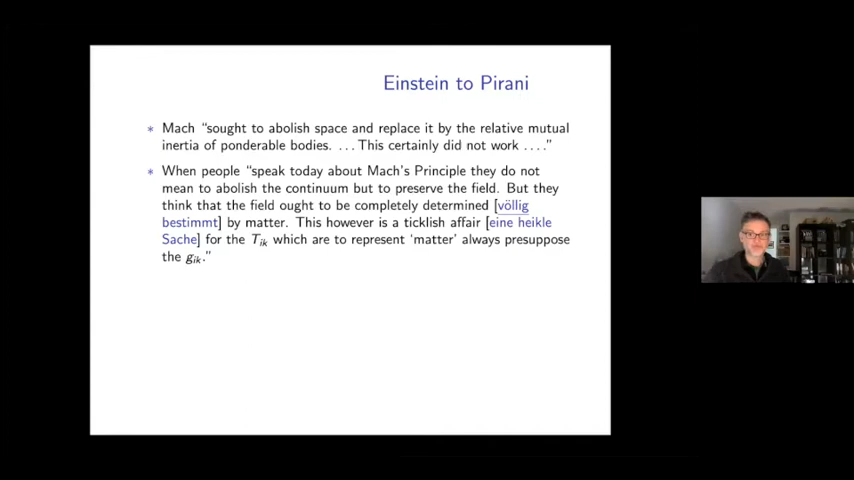 Einstein to Pirani
* Mach “sought to abolish space and replace it by the relative mutual
inertia of ponderable bodies. ... This certainly did not work ....”
* When people “speak today about Mach's Principle they do not
mean to abolish the continuum but to preserve the field. But they
think that the field ought to be completely determined [völlig
bestimmt] by matter. This however is a ticklish affair [eine heikle
Sache] for the Tik which are to represent ‘matter’ always presuppose
the gik.”